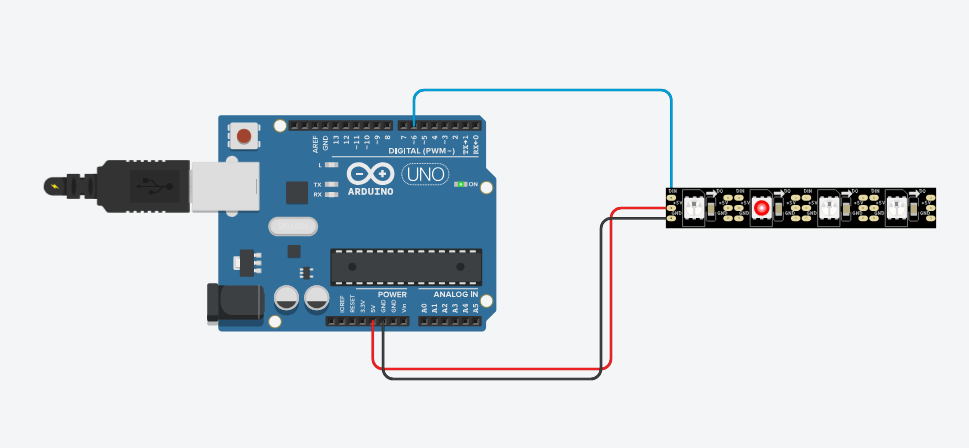 AREF
GND
13
12
~11
~10
~9
8
7
~6
~5
4
~3
2
TX→1
RX←0
DIGITAL (PWM~)
L
TX
RX
ARDUINO
UNO
ON
POWER
ANALOG IN
IOREF
RESET
3.3V
5V
GND
GND
Vin
A0
A1
A2
A3
A4
A5
DIN
+5V
GND
DO
+5V
GND
DIN
+5V
GND
DO
+5V
GND
DIN
+5V
GND
DO
+5V
GND
DIN
+5V
GND
DO
+5V
GND